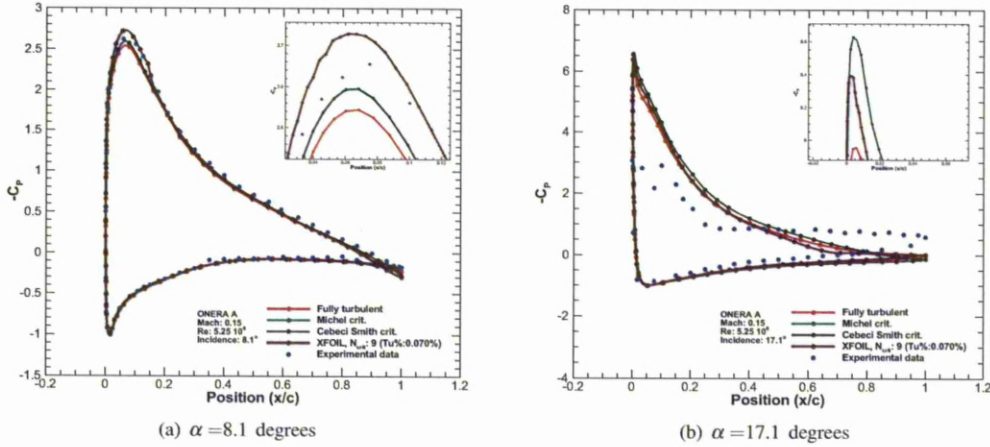 3
2.5
2
1.5
1
0.5
0
-0.5
-1
-1.5
-Cₚ
-0.2 0 0.2 0.4 0.6 0.8 1 1.2
Position (x/c)
Position (x/c)
ONERA A
Mach: 0.15
Re: 5.25 10⁶
Incidence: 8.1°
Fully turbulent
Michel crit.
Cebeci Smith crit.
XFOIL, N_crit: 9 (Tu%:0.070%)
Experimental data
(a) α =8.1 degrees
8
6
4
2
0
-2
-4
-Cₚ
-0.2 0 0.2 0.4 0.6 0.8 1 1.2
Position (x/c)
Position (x/c)
ONERA A
Mach: 0.15
Re: 5.25 10⁶
Incidence: 17.1°
Fully turbulent
Michel crit.
Cebeci Smith crit.
XFOIL, N_crit: 9 (Tu%:0.070%)
Experimental data
(b) α =17.1 degrees